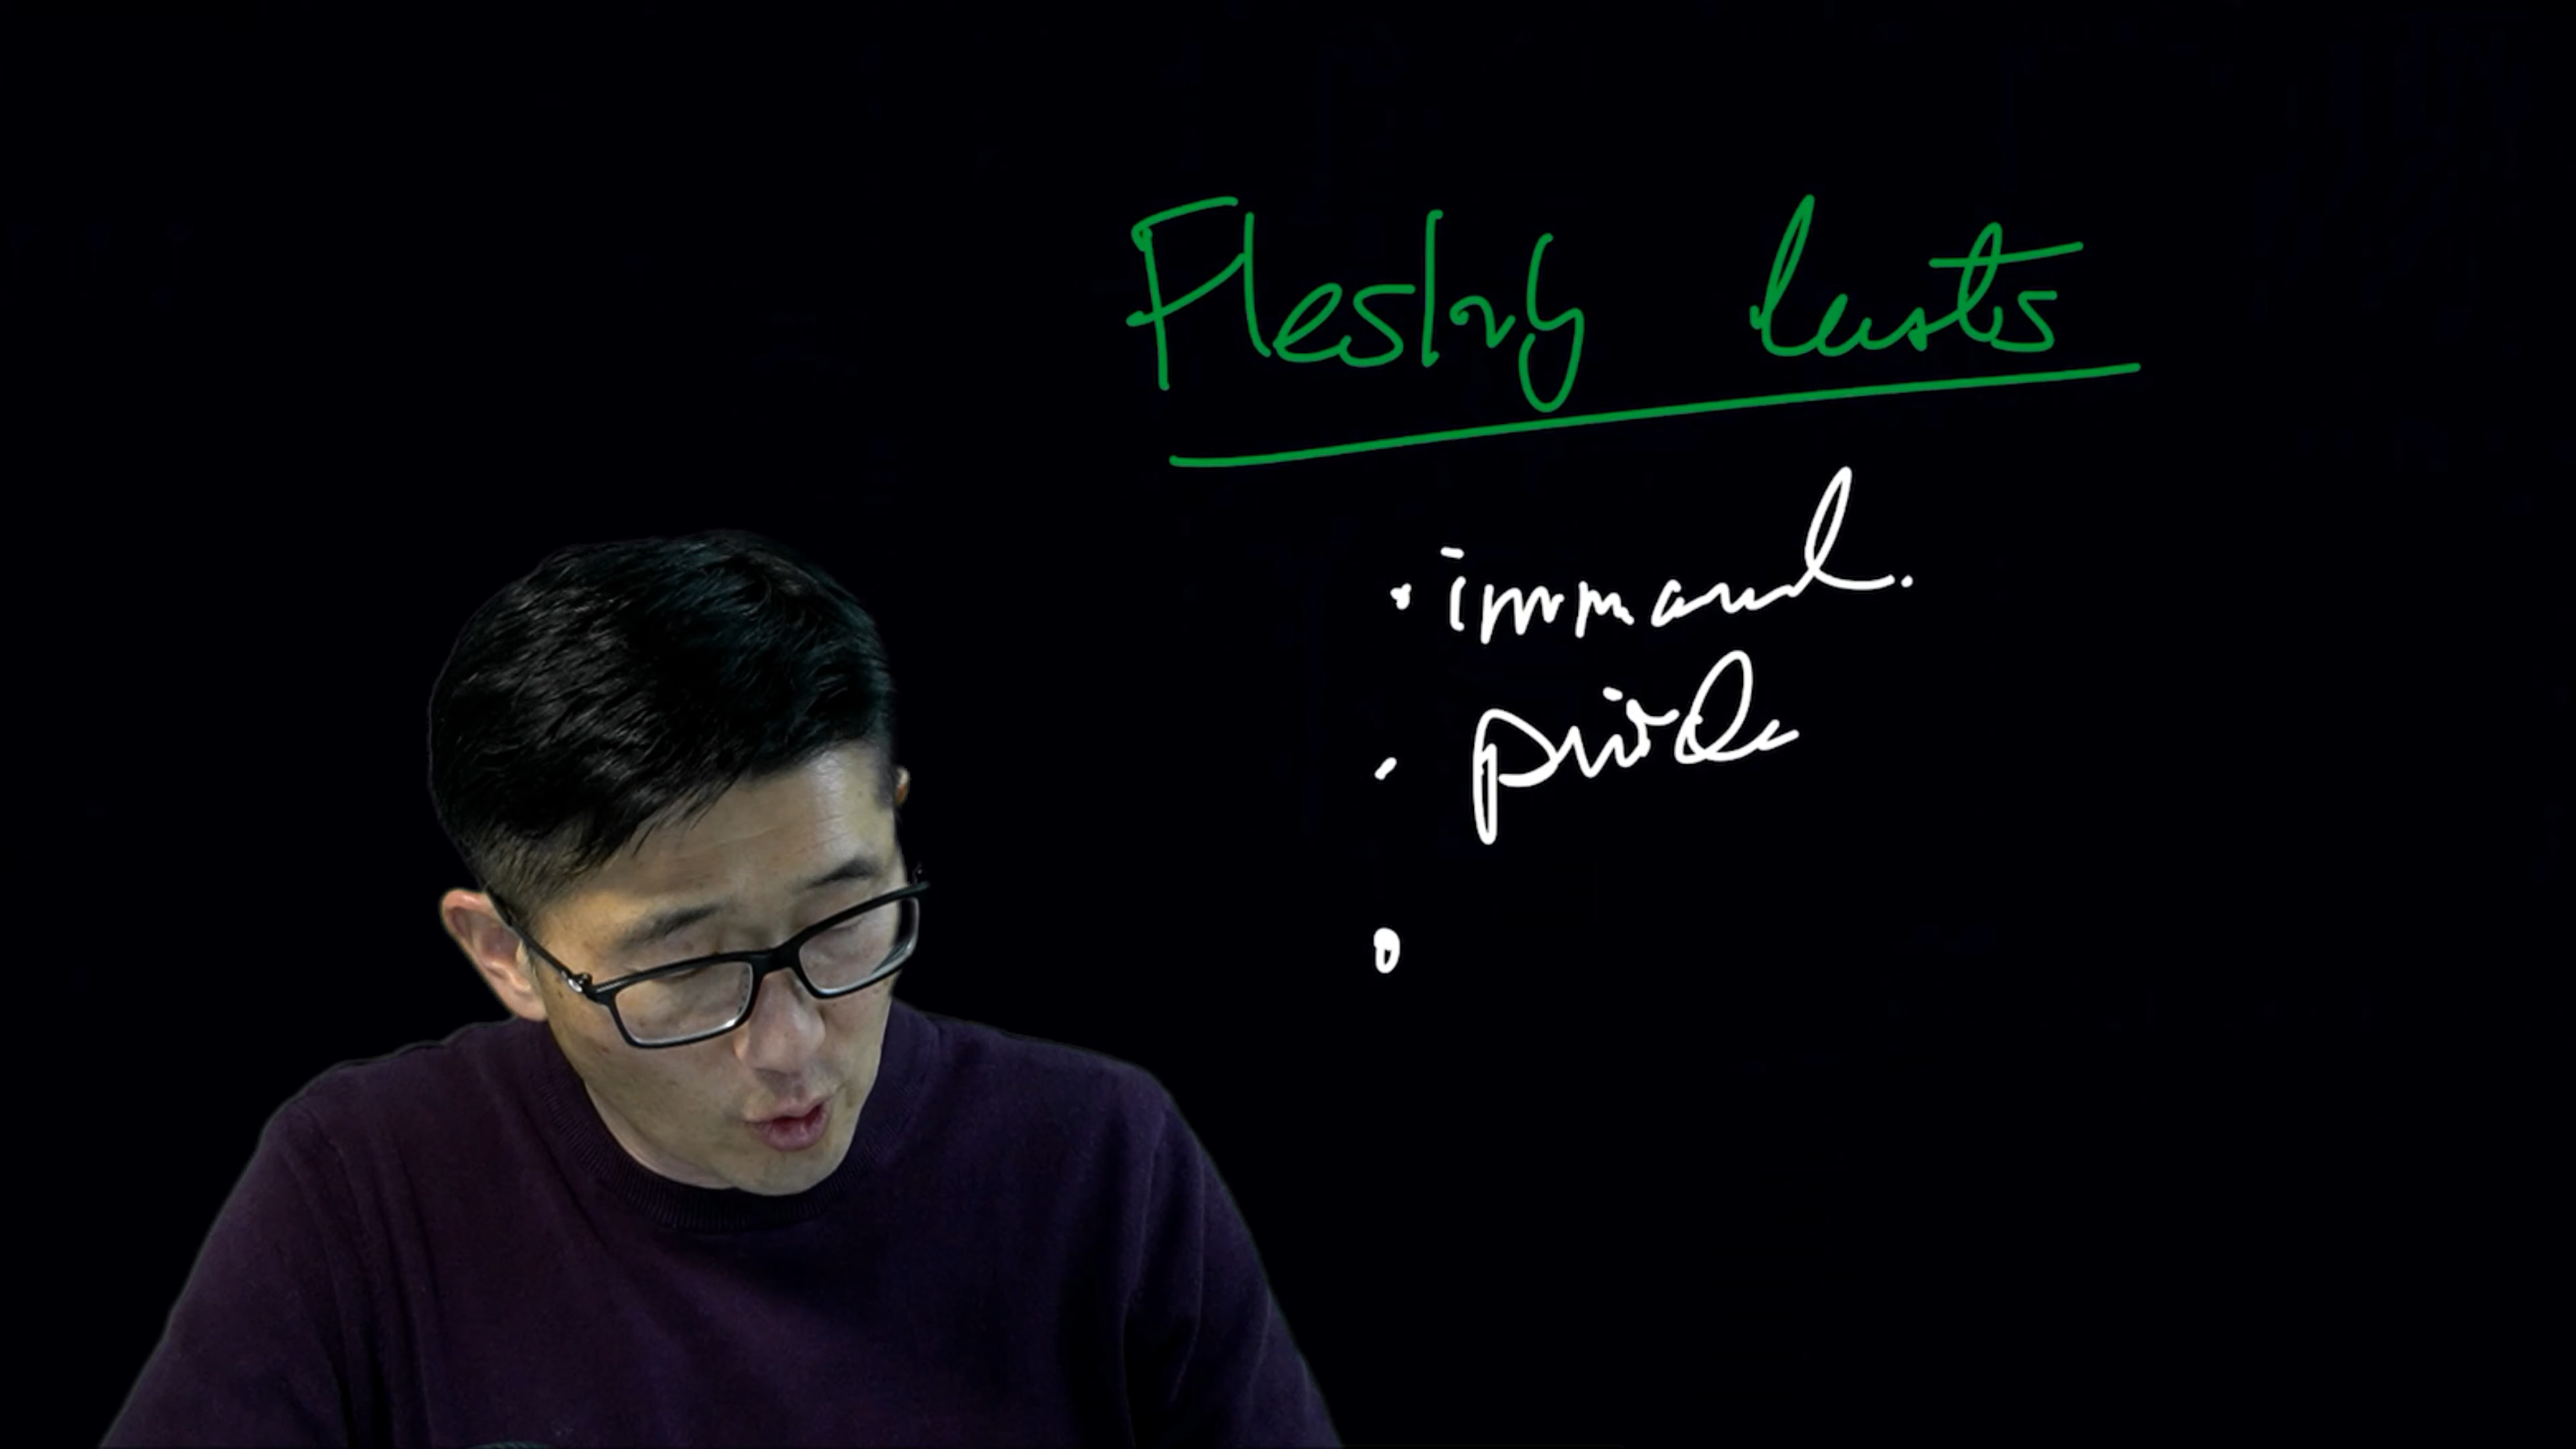 Fleshly lusts
• immoral.
• pride
•